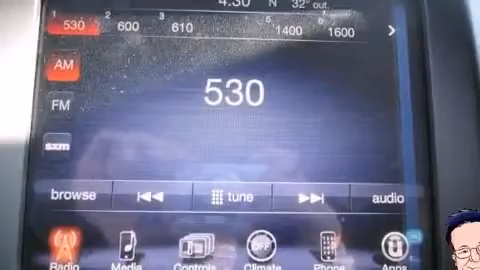 4:30 N 32° out.
1 2 3 5 6
530 600 610 1400 1600
AM
530
FM
sxm
browse tune audio
OFF
Radio Media Controls Climate Phone Apps